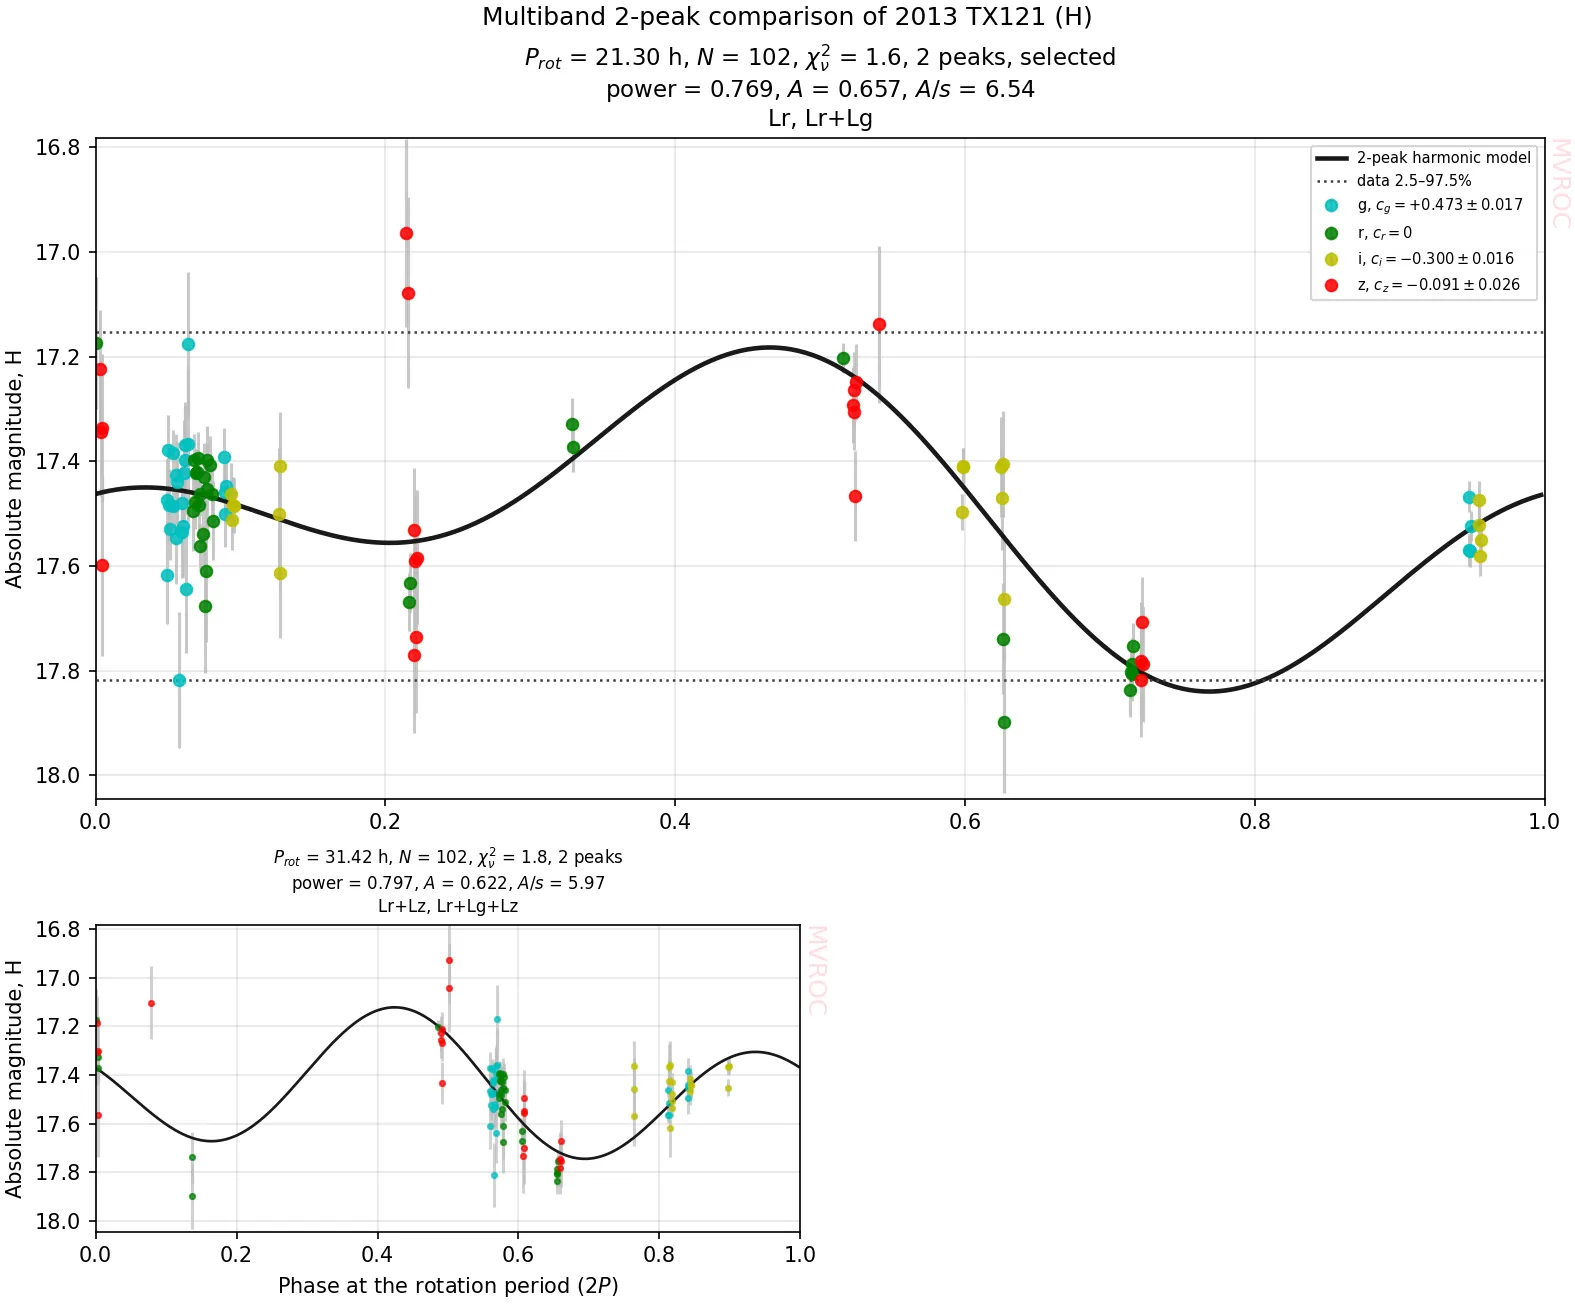 Multiband 2-peak comparison of 2013 TX121 (H)
P_rot = 21.30 h, N = 102, χ²_ν = 1.6, 2 peaks, selected
power = 0.769, A = 0.657, A/s = 6.54
Lr, Lr+Lg
16.8
17.0
17.2
17.4
17.6
17.8
18.0
Absolute magnitude, H
2-peak harmonic model
data 2.5–97.5%
g, c_g = +0.473 ± 0.017
r, c_r = 0
i, c_i = −0.300 ± 0.016
z, c_z = −0.091 ± 0.026
MVROC
0.0 0.2 0.4 0.6 0.8 1.0
P_rot = 31.42 h, N = 102, χ²_ν = 1.8, 2 peaks
power = 0.797, A = 0.622, A/s = 5.97
Lr+Lz, Lr+Lg+Lz
16.8
17.0
17.2
17.4
17.6
17.8
18.0
Absolute magnitude, H
MVROC
0.0 0.2 0.4 0.6 0.8 1.0
Phase at the rotation period (2P)